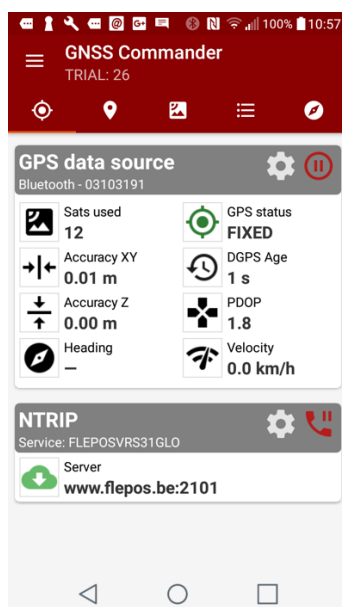 @ G+ N 100% 10:57
GNSS Commander
TRIAL: 26
GPS data source
Bluetooth - 03103191
Sats used
12
GPS status
FIXED
Accuracy XY
0.01 m
DGPS Age
1 s
Accuracy Z
0.00 m
PDOP
1.8
Heading
–
Velocity
0.0 km/h
NTRIP
Service: FLEPOSVRS31GLO
Server
www.flepos.be:2101